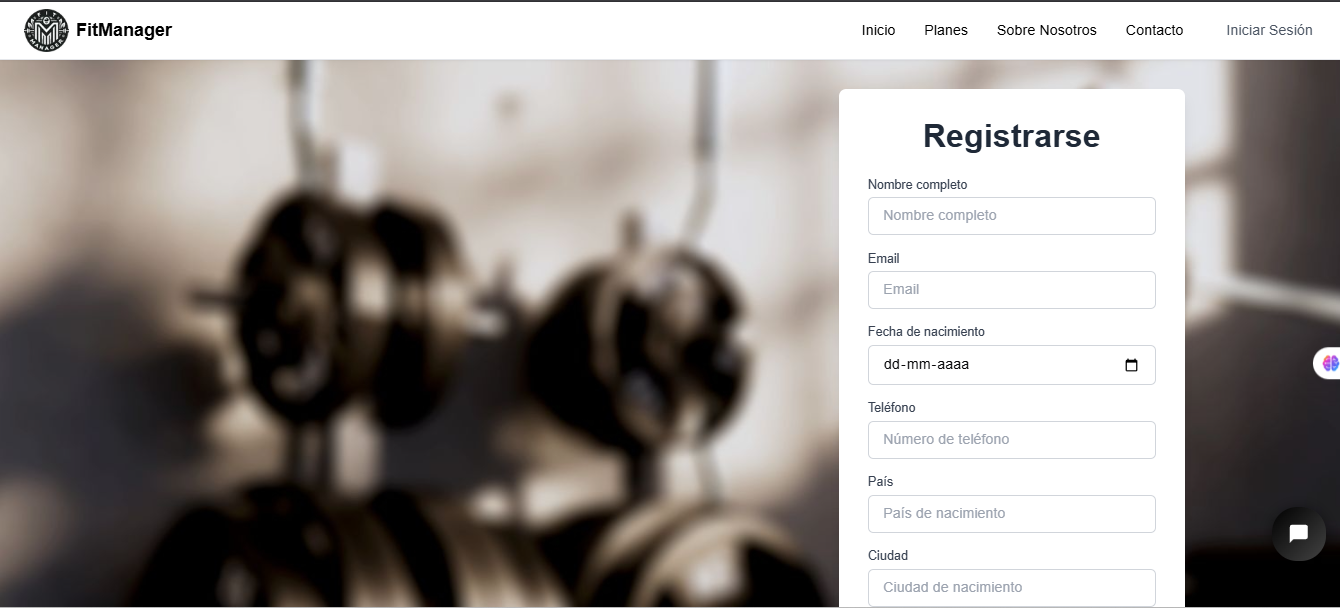 FitManager
Inicio
Planes
Sobre Nosotros
Contacto
Iniciar Sesión
Registrarse
Nombre completo
Nombre completo
Email
Email
Fecha de nacimiento
dd-mm-aaaa
Teléfono
Número de teléfono
País
País de nacimiento
Ciudad
Ciudad de nacimiento